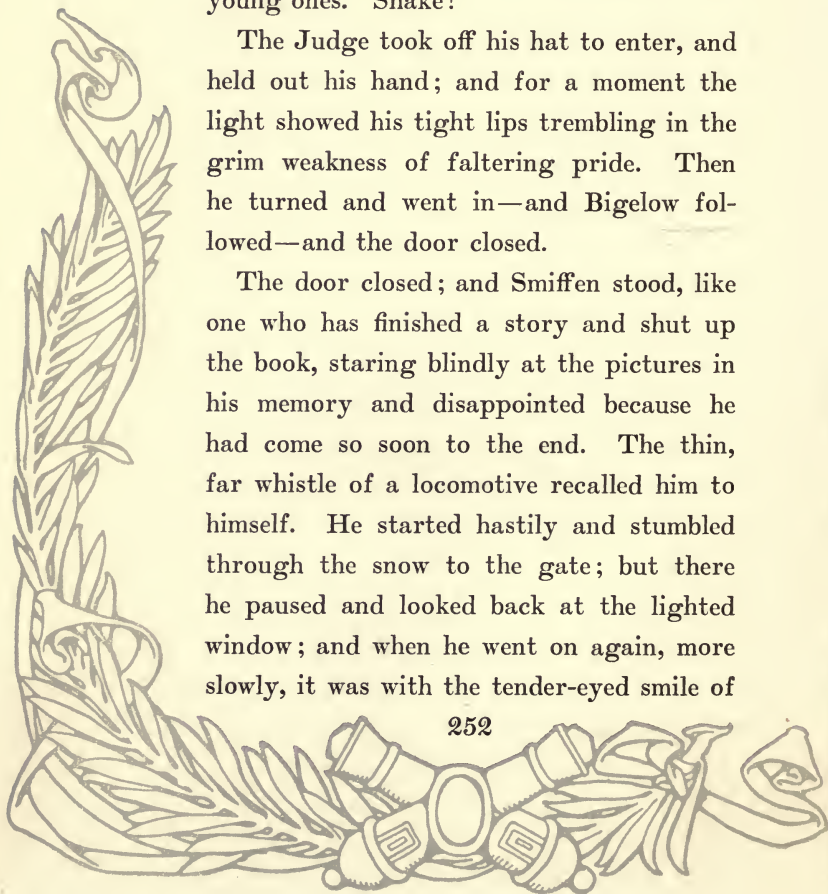 young ones. Shake!
The Judge took off his hat to enter, and
held out his hand; and for a moment the
light showed his tight lips trembling in the
grim weakness of faltering pride. Then
he turned and went in—and Bigelow fol-
lowed—and the door closed.
The door closed; and Smiffen stood, like
one who has finished a story and shut up
the book, staring blindly at the pictures in
his memory and disappointed because he
had come so soon to the end. The thin,
far whistle of a locomotive recalled him to
himself. He started hastily and stumbled
through the snow to the gate; but there
he paused and looked back at the lighted
window; and when he went on again, more
slowly, it was with the tender-eyed smile of
252